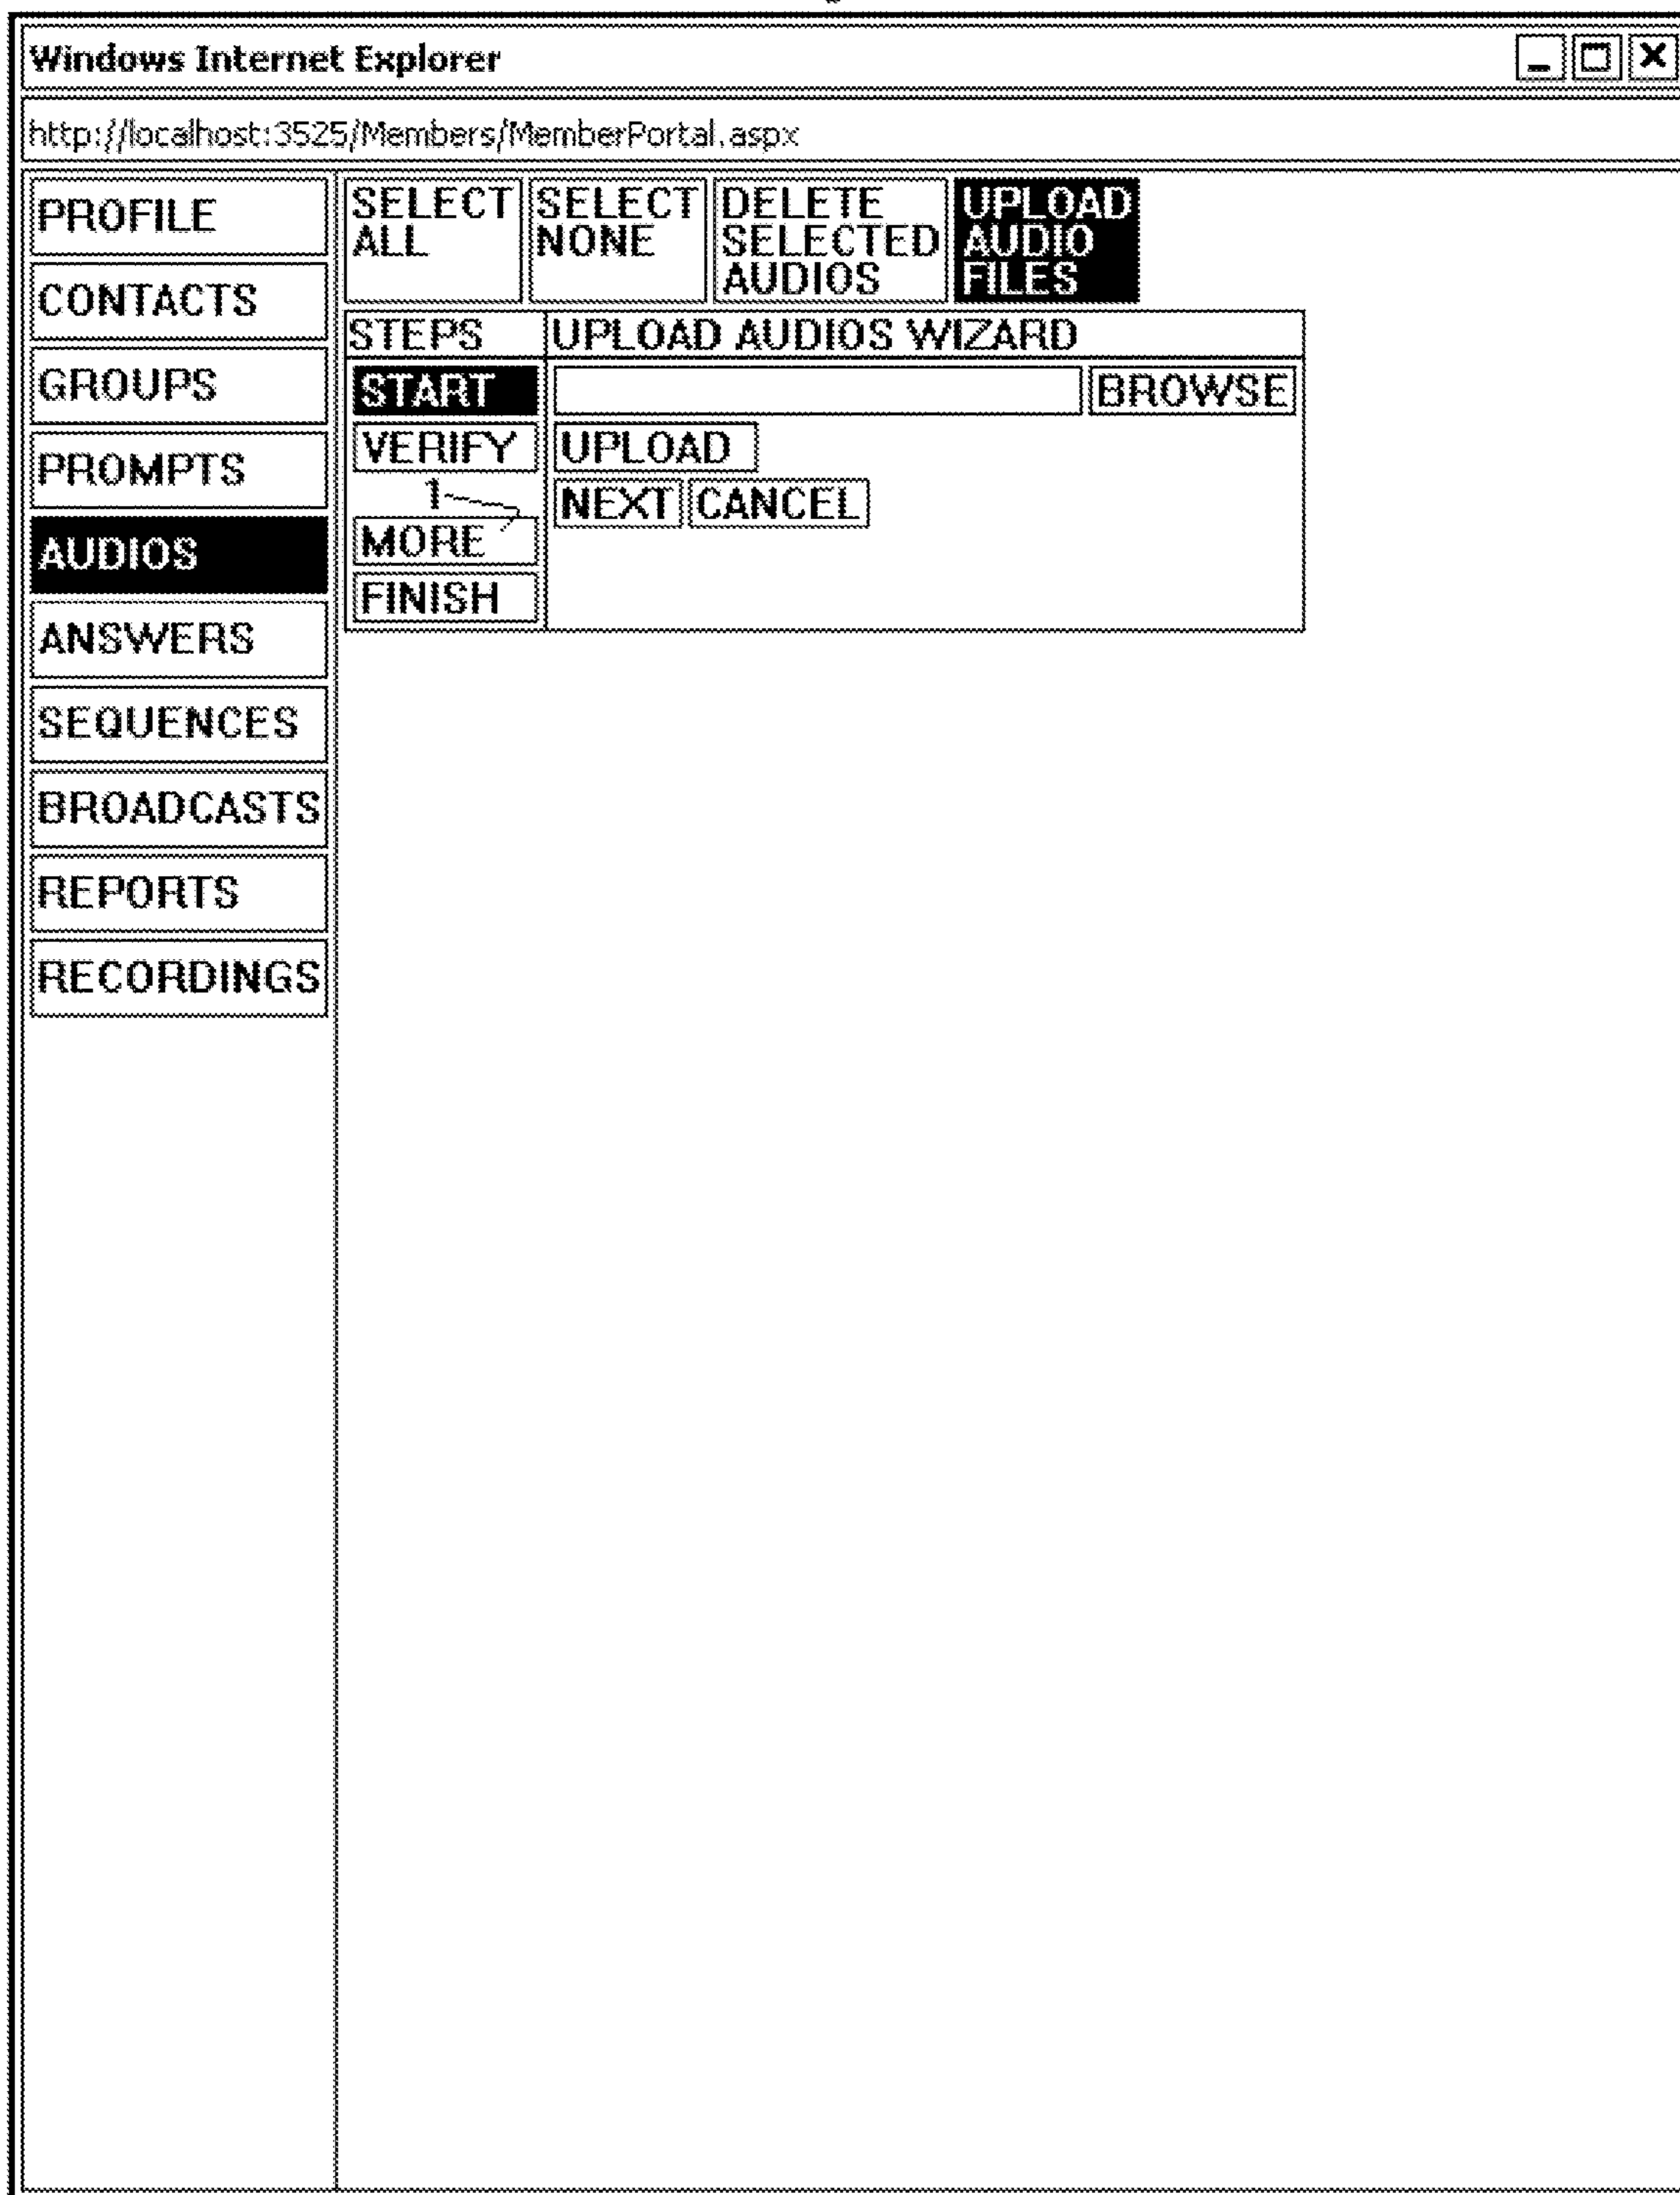 Windows Internet Explorer
http://localhost:3525/Members/MemberPortal.aspx
PROFILE
CONTACTS
GROUPS
PROMPTS
AUDIOS
ANSWERS
SEQUENCES
BROADCASTS
REPORTS
RECORDINGS
SELECT
ALL
SELECT
NONE
DELETE
SELECTED
AUDIOS
UPLOAD
AUDIO
FILES
STEPS
START
VERIFY
1
MORE
FINISH
UPLOAD AUDIOS WIZARD
BROWSE
UPLOAD
NEXT CANCEL